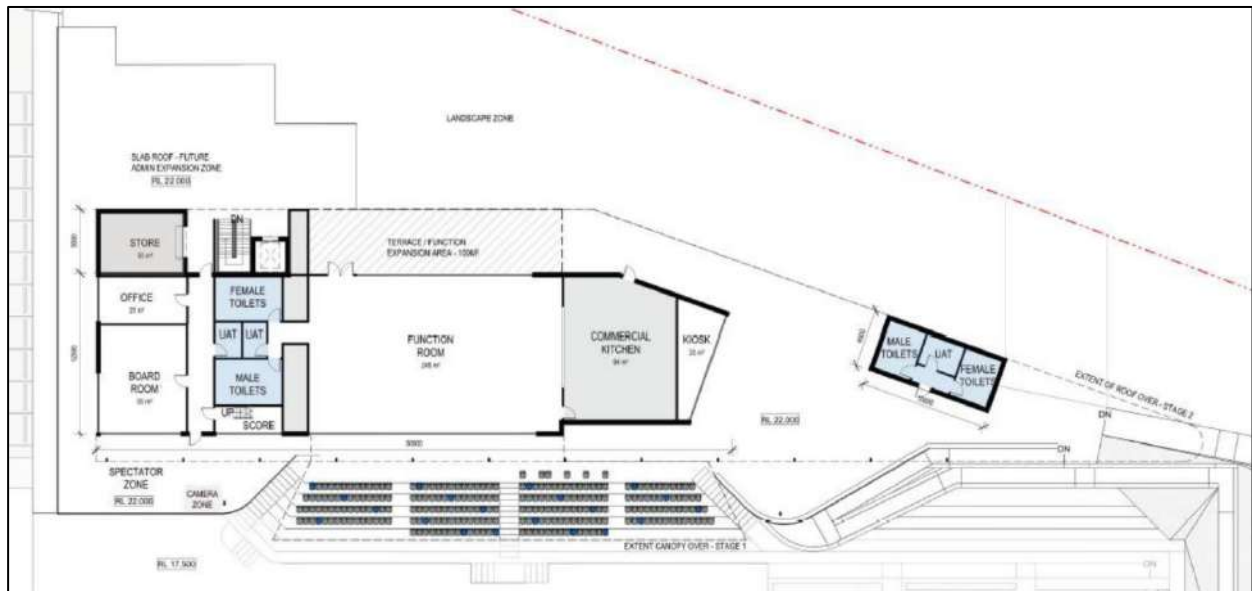 LANDSCAPE ZONE
SLAB ROOF - FUTURE
ADMIN EXPANSION ZONE
RL 22.000
DN
STORE
TERRACE / FUNCTION
EXPANSION AREA - 100M²
OFFICE
FEMALE
TOILETS
UAT UAT
BOARD
ROOM
MALE
TOILETS
UP
SCORE
FUNCTION
ROOM
COMMERCIAL
KITCHEN
KIOSK
MALE
TOILETS
UAT
FEMALE
TOILETS
EXTENT OF ROOF OVER - STAGE 2
RL 22.000
DN
DN
SPECTATOR
ZONE
RL 22.000
CAMERA
ZONE
EXTENT CANOPY OVER - STAGE 1
RL 17.500
DN